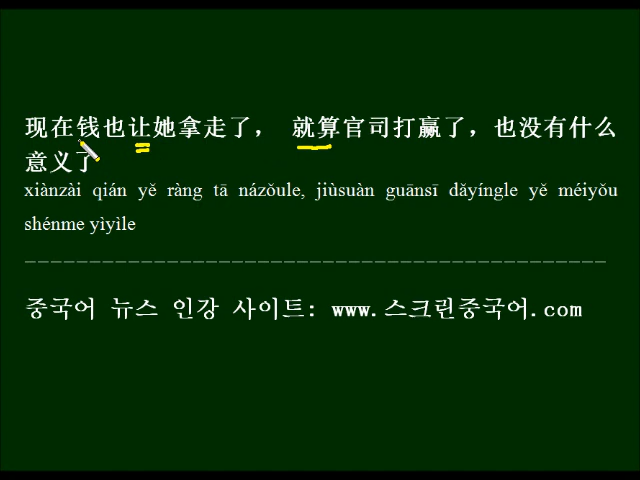 现在钱也让她拿走了， 就算官司打赢了，也没有什么
意义了
xiànzài qián yě ràng tā názǒule, jiùsuàn guānsī dǎyíngle yě méiyǒu
shénme yìyìle
중국어 뉴스 인강 사이트: www.스크린중국어.com